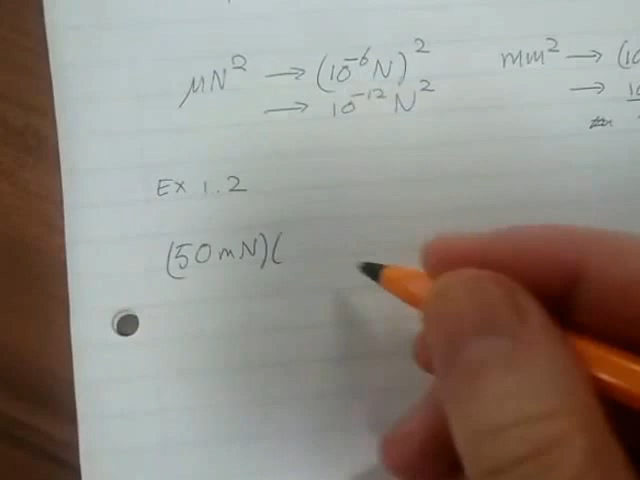 μN² → (10⁻⁶N)²
→ 10⁻¹²N²
mm² → (10
→ 10
Ex 1.2
(50mN)(